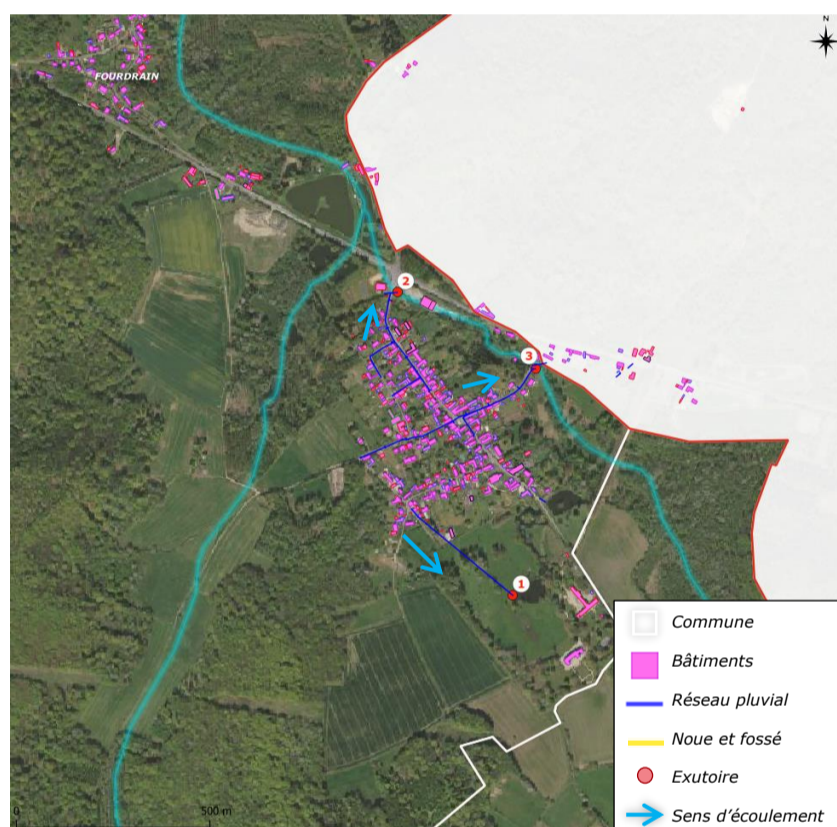 N
FOURDRAIN
2
3
1
0
500 m
Commune
Bâtiments
Réseau pluvial
Noue et fossé
Exutoire
Sens d'écoulement